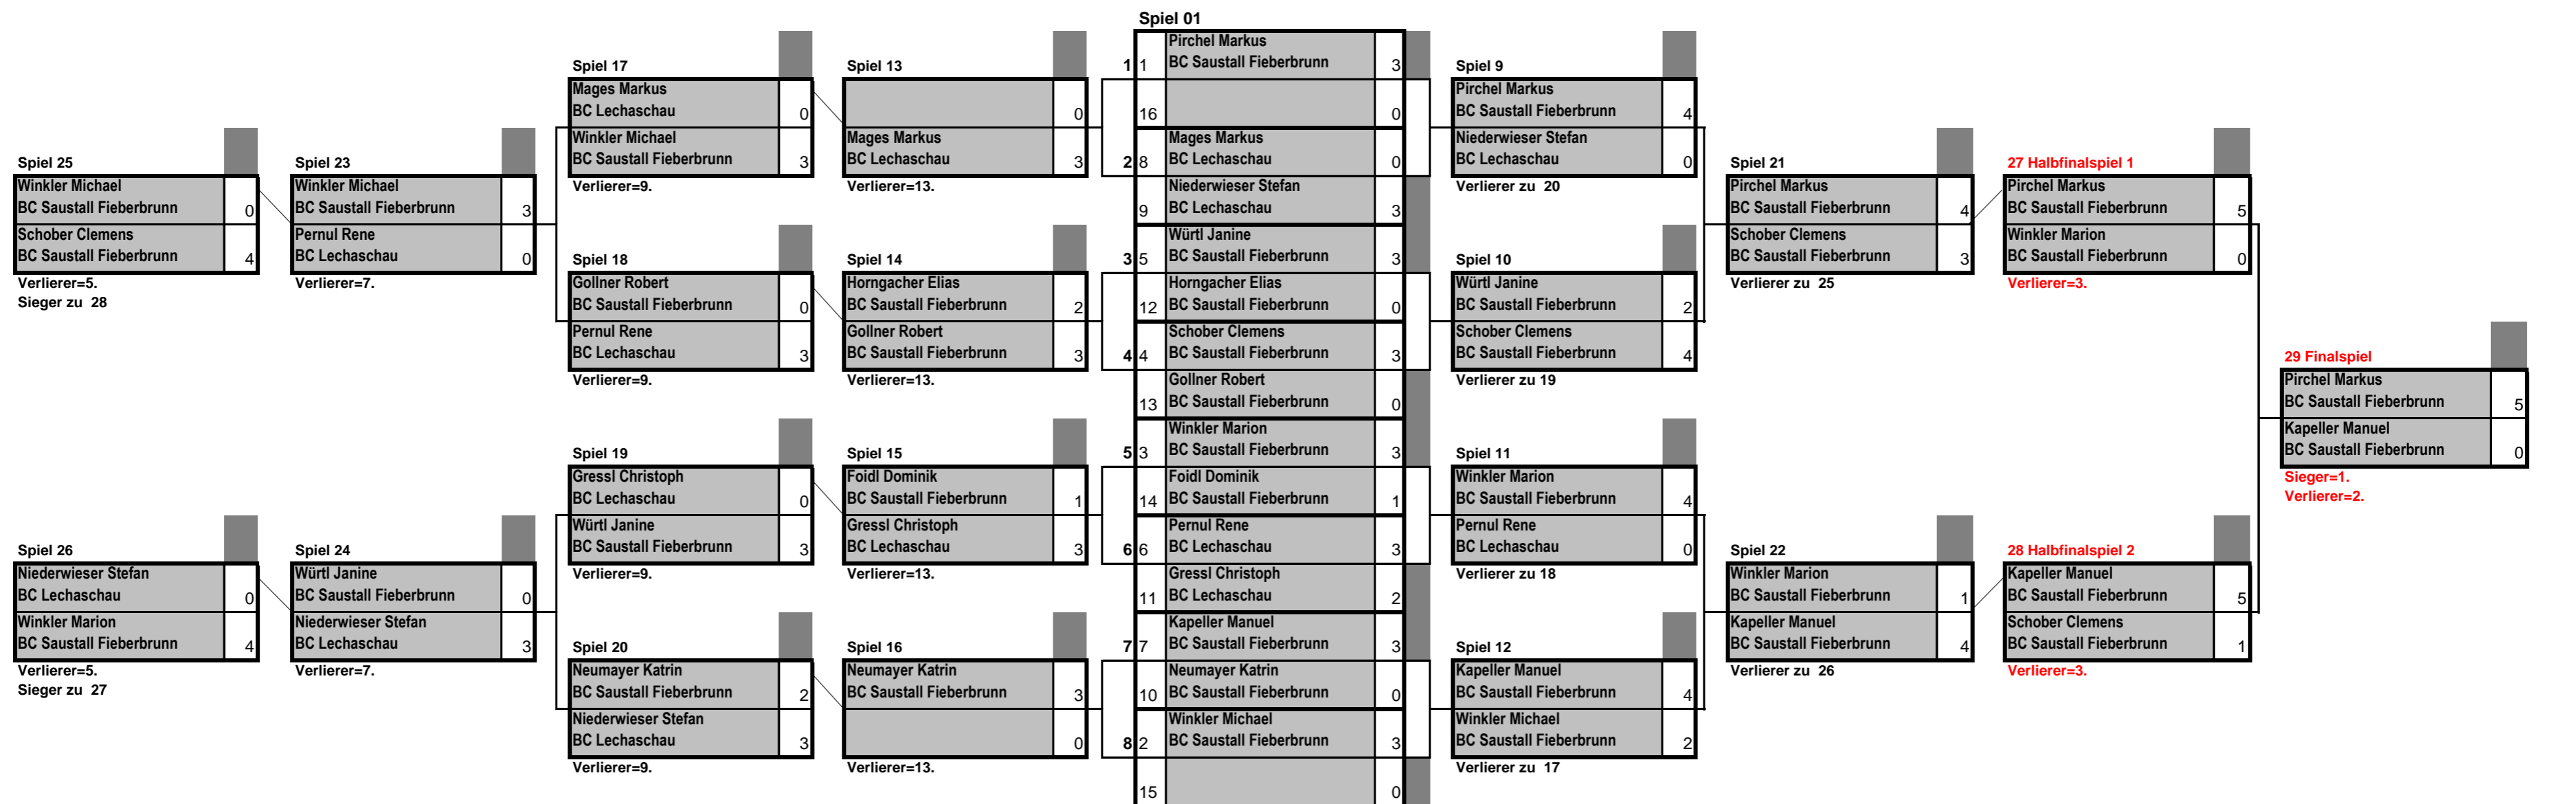 Spiel 25
Winkler Michael
BC Saustall Fieberbrunn 0
Schober Clemens
BC Saustall Fieberbrunn 4
Verlierer=5.
Sieger zu 28
Spiel 26
Niederwieser Stefan
BC Lechaschau 0
Winkler Marion
BC Saustall Fieberbrunn 4
Verlierer=5.
Sieger zu 27
Spiel 23
Winkler Michael
BC Saustall Fieberbrunn 3
Pernul Rene
BC Lechaschau 0
Verlierer=7.
Spiel 24
Würtl Janine
BC Saustall Fieberbrunn 0
Niederwieser Stefan
BC Lechaschau 3
Verlierer=7.
Spiel 17
Mages Markus
BC Lechaschau 0
Winkler Michael
BC Saustall Fieberbrunn 3
Verlierer=9.
Spiel 18
Gollner Robert
BC Saustall Fieberbrunn 0
Pernul Rene
BC Lechaschau 3
Verlierer=9.
Spiel 19
Gressl Christoph
BC Lechaschau 0
Würtl Janine
BC Saustall Fieberbrunn 3
Verlierer=9.
Spiel 20
Neumayer Katrin
BC Saustall Fieberbrunn 2
Niederwieser Stefan
BC Lechaschau 3
Verlierer=9.
Spiel 13
0
Mages Markus
BC Lechaschau 3
Verlierer=13.
Spiel 14
Horngacher Elias
BC Saustall Fieberbrunn 2
Gollner Robert
BC Saustall Fieberbrunn 3
Verlierer=13.
Spiel 15
Foidl Dominik
BC Saustall Fieberbrunn 1
Gressl Christoph
BC Lechaschau 3
Verlierer=13.
Spiel 16
Neumayer Katrin
BC Saustall Fieberbrunn 3
0
Verlierer=13.
Spiel 01
Pirchel Markus
1 1 BC Saustall Fieberbrunn 3
16 0
Mages Markus
2 8 BC Lechaschau 0
Niederwieser Stefan
9 BC Lechaschau 3
Würtl Janine
3 5 BC Saustall Fieberbrunn 3
Horngacher Elias
12 BC Saustall Fieberbrunn 0
Schober Clemens
4 4 BC Saustall Fieberbrunn 3
Gollner Robert
13 BC Saustall Fieberbrunn 0
Winkler Marion
5 3 BC Saustall Fieberbrunn 3
Foidl Dominik
14 BC Saustall Fieberbrunn 1
Pernul Rene
6 6 BC Lechaschau 3
Gressl Christoph
11 BC Lechaschau 2
Kapeller Manuel
7 7 BC Saustall Fieberbrunn 3
Neumayer Katrin
10 BC Saustall Fieberbrunn 0
Winkler Michael
8 2 BC Saustall Fieberbrunn 3
15 0
Spiel 9
Pirchel Markus
BC Saustall Fieberbrunn 4
Niederwieser Stefan
BC Lechaschau 0
Verlierer zu 20
Spiel 10
Würtl Janine
BC Saustall Fieberbrunn 2
Schober Clemens
BC Saustall Fieberbrunn 4
Verlierer zu 19
Spiel 11
Winkler Marion
BC Saustall Fieberbrunn 4
Pernul Rene
BC Lechaschau 0
Verlierer zu 18
Spiel 12
Kapeller Manuel
BC Saustall Fieberbrunn 4
Winkler Michael
BC Saustall Fieberbrunn 2
Verlierer zu 17
Spiel 21
Pirchel Markus
BC Saustall Fieberbrunn 4
Schober Clemens
BC Saustall Fieberbrunn 3
Verlierer zu 25
Spiel 22
Winkler Marion
BC Saustall Fieberbrunn 1
Kapeller Manuel
BC Saustall Fieberbrunn 4
Verlierer zu 26
27 Halbfinalspiel 1
Pirchel Markus
BC Saustall Fieberbrunn 5
Winkler Marion
BC Saustall Fieberbrunn 0
Verlierer=3.
28 Halbfinalspiel 2
Kapeller Manuel
BC Saustall Fieberbrunn 5
Schober Clemens
BC Saustall Fieberbrunn 1
Verlierer=3.
29 Finalspiel
Pirchel Markus
BC Saustall Fieberbrunn 5
Kapeller Manuel
BC Saustall Fieberbrunn 0
Sieger=1.
Verlierer=2.